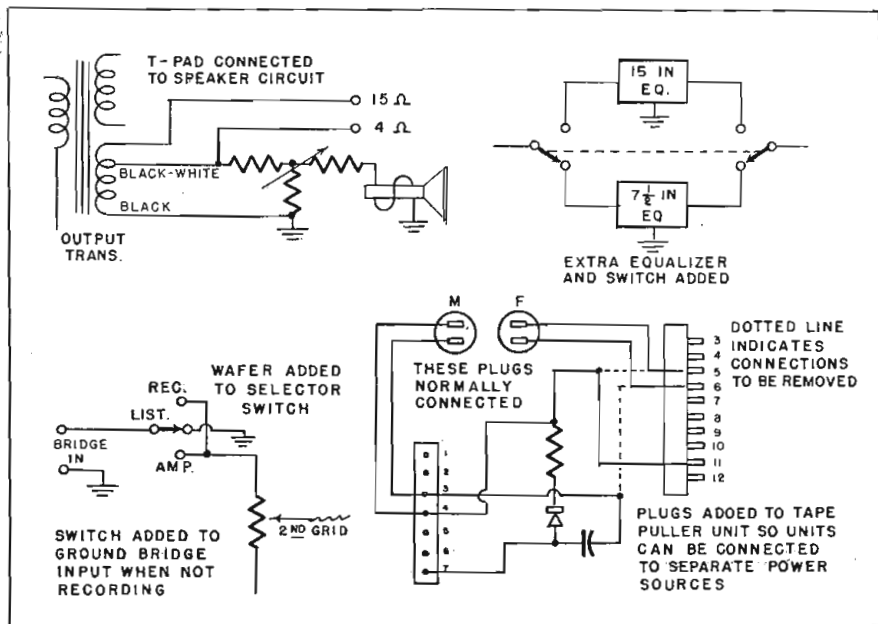 T-PAD CONNECTED
TO SPEAKER CIRCUIT
15 Ω
4 Ω
BLACK-WHITE
BLACK
OUTPUT
TRANS.
15 IN
EQ.
7 1/2 IN
EQ
EXTRA EQUALIZER
AND SWITCH ADDED
WAFER ADDED
TO SELECTOR
SWITCH
REC.
LIST.
BRIDGE
IN
AMP.
2ND GRID
SWITCH ADDED TO
GROUND BRIDGE
INPUT WHEN NOT
RECORDING
M
F
THESE PLUGS
NORMALLY
CONNECTED
1
2
3
4
5
6
7
3
4
5
6
7
8
9
10
11
12
DOTTED LINE
INDICATES
CONNECTIONS
TO BE REMOVED
PLUGS ADDED TO TAPE
PULLER UNIT SO UNITS
CAN BE CONNECTED
TO SEPARATE POWER
SOURCES